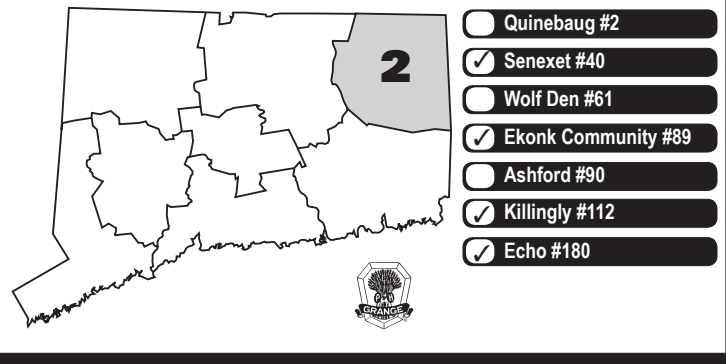 2
Quinebaug #2
✓ Senexet #40
Wolf Den #61
✓ Ekonk Community #89
Ashford #90
✓ Killingly #112
✓ Echo #180
GRANGE